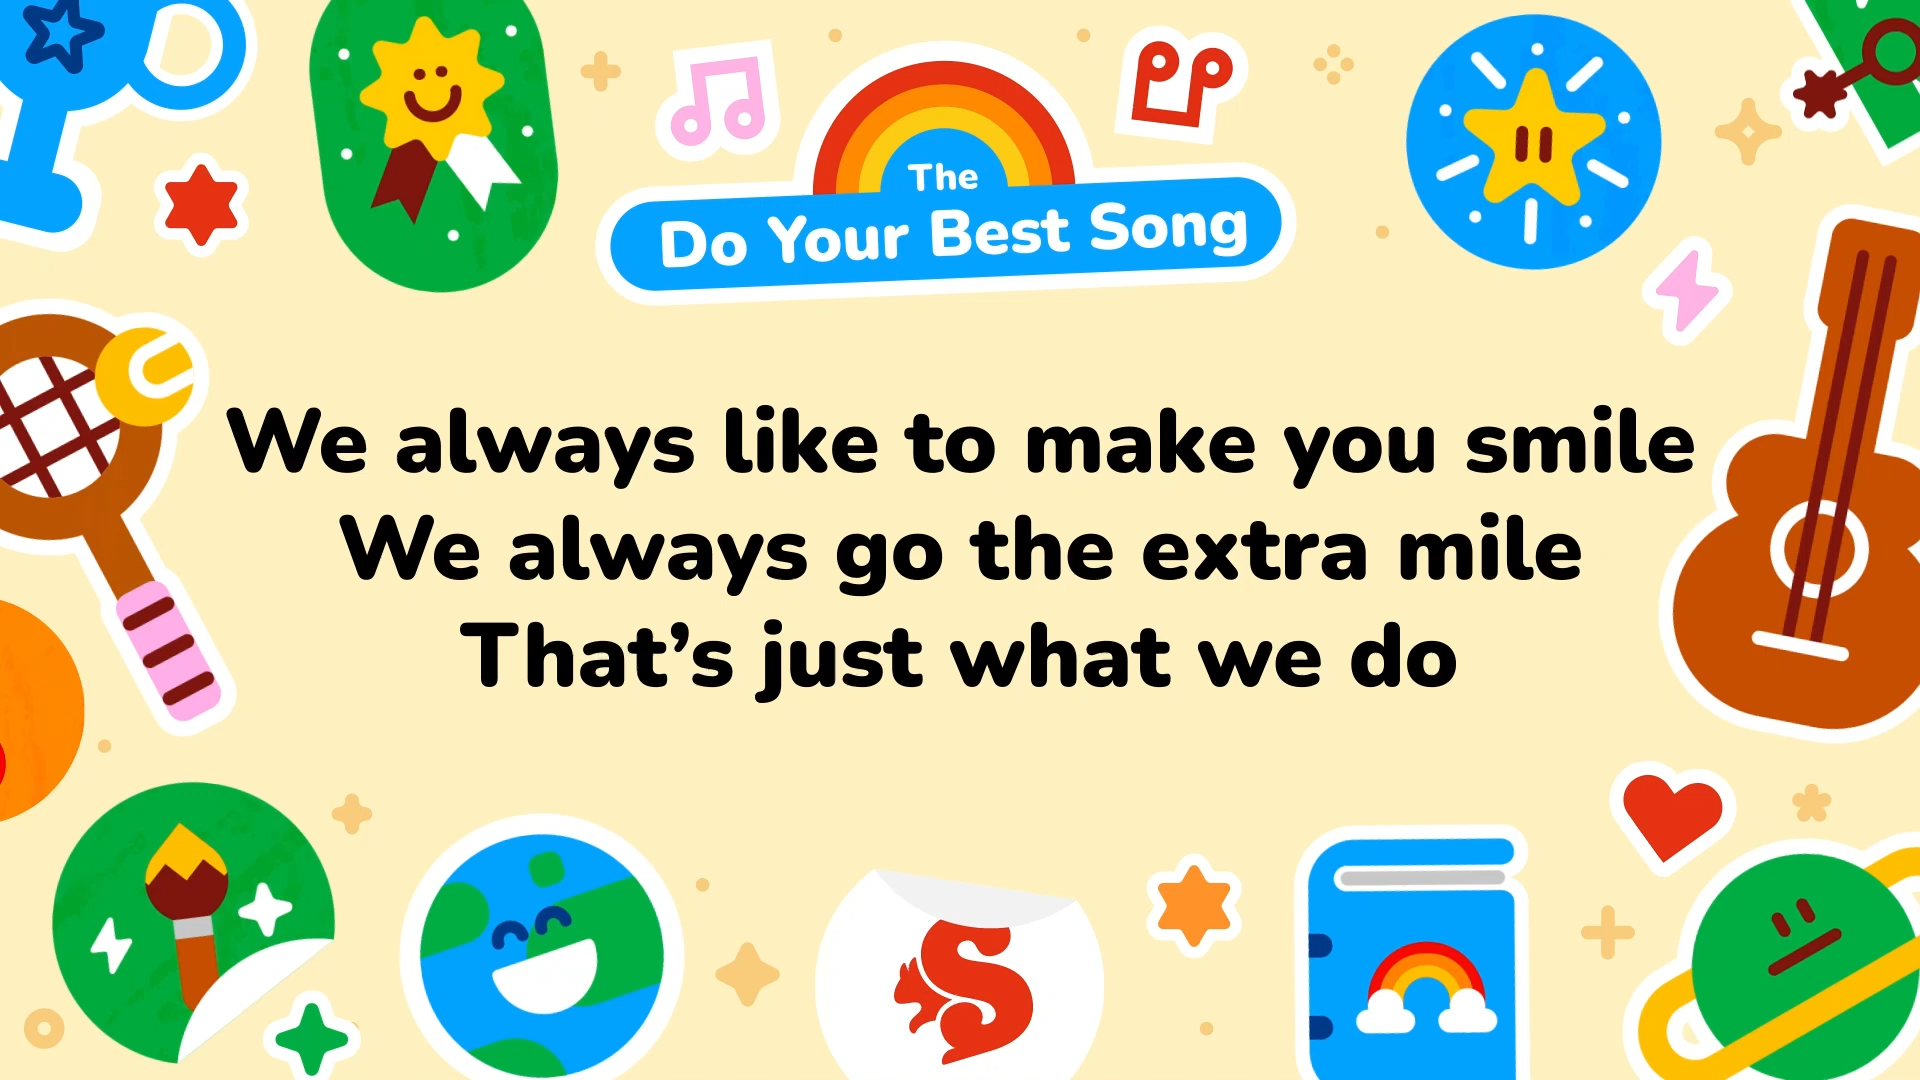 The
Do Your Best Song
We always like to make you smile
We always go the extra mile
That’s just what we do
S